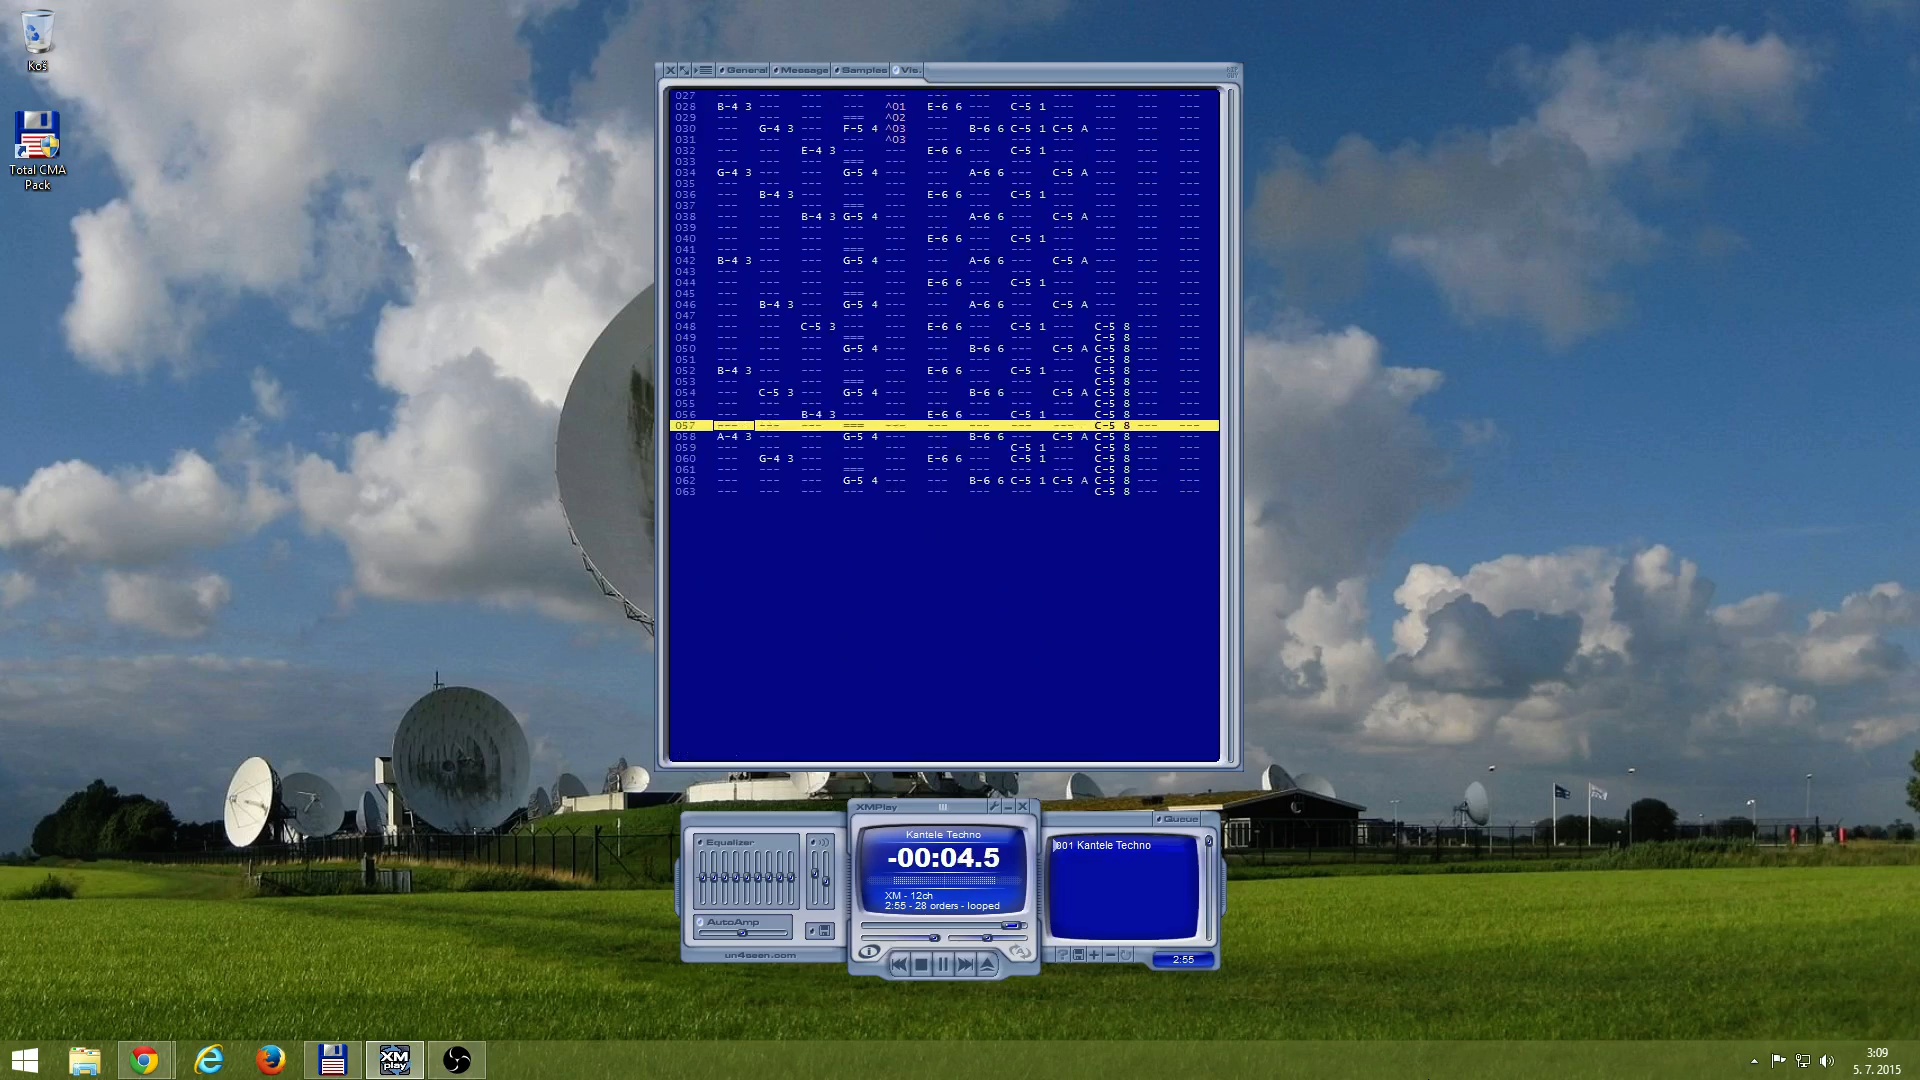 Koš
Total CMA
Pack
General Message Samples Vis.
027 --- --- --- --- --- --- --- --- --- --- --- ---
028 B-4 3 --- --- --- ^01 E-6 6 --- C-5 1 --- --- --- ---
029 --- --- --- === ^02 --- --- --- --- --- --- ---
030 --- G-4 3 --- F-5 4 ^03 --- B-6 6 C-5 1 C-5 A --- --- ---
031 --- --- --- --- ^03 --- --- --- --- --- --- ---
032 --- --- E-4 3 --- --- E-6 6 --- C-5 1 --- --- --- ---
033 --- --- --- === --- --- --- --- --- --- --- ---
034 G-4 3 --- --- G-5 4 --- --- A-6 6 --- C-5 A --- --- ---
035 --- --- --- --- --- --- --- --- --- --- --- ---
036 --- B-4 3 --- --- --- E-6 6 --- C-5 1 --- --- --- ---
037 --- --- --- === --- --- --- --- --- --- --- ---
038 --- --- B-4 3 G-5 4 --- --- A-6 6 --- C-5 A --- --- ---
039 --- --- --- --- --- --- --- --- --- --- --- ---
040 --- --- --- --- --- E-6 6 --- C-5 1 --- --- --- ---
041 --- --- --- === --- --- --- --- --- --- --- ---
042 B-4 3 --- --- G-5 4 --- --- A-6 6 --- C-5 A --- --- ---
043 --- --- --- --- --- --- --- --- --- --- --- ---
044 --- --- --- --- --- E-6 6 --- C-5 1 --- --- --- ---
045 --- --- --- === --- --- --- --- --- --- --- ---
046 --- B-4 3 --- G-5 4 --- --- A-6 6 --- C-5 A --- --- ---
047 --- --- --- --- --- --- --- --- --- --- --- ---
048 --- --- C-5 3 --- --- E-6 6 --- C-5 1 --- C-5 8 --- ---
049 --- --- --- === --- --- --- --- --- C-5 8 --- ---
050 --- --- --- G-5 4 --- --- B-6 6 --- C-5 A C-5 8 --- ---
051 --- --- --- --- --- --- --- --- --- C-5 8 --- ---
052 B-4 3 --- --- --- --- E-6 6 --- C-5 1 --- C-5 8 --- ---
053 --- --- --- === --- --- --- --- --- C-5 8 --- ---
054 --- C-5 3 --- G-5 4 --- --- B-6 6 --- C-5 A C-5 8 --- ---
055 --- --- --- --- --- --- --- --- --- C-5 8 --- ---
056 --- --- B-4 3 --- --- E-6 6 --- C-5 1 --- C-5 8 --- ---
057 --- --- --- === --- --- --- --- --- C-5 8 --- ---
058 A-4 3 --- --- G-5 4 --- --- B-6 6 --- C-5 A C-5 8 --- ---
059 --- --- --- --- --- --- --- C-5 1 --- C-5 8 --- ---
060 --- G-4 3 --- --- --- E-6 6 --- C-5 1 --- C-5 8 --- ---
061 --- --- --- === --- --- --- --- --- C-5 8 --- ---
062 --- --- --- G-5 4 --- --- B-6 6 C-5 1 C-5 A C-5 8 --- ---
063 --- --- --- --- --- --- --- --- --- C-5 8 --- ---
XMPlay
Equalizer
AutoAmp
un4seen.com
Kantele Techno
-00:04.5
XM - 12ch
2:55 - 28 orders - looped
Queue
001 Kantele Techno
2:55
XM
play
3:09
5. 7. 2015